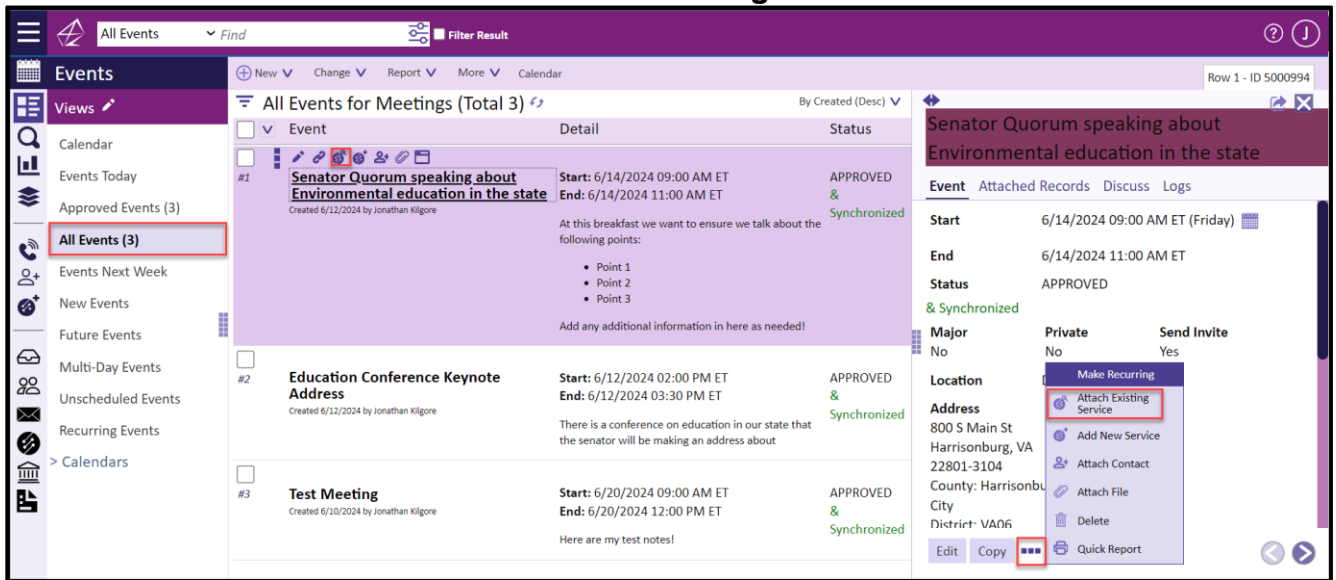 All Events
Find
Filter Result
?
J
Events
New
Change
Report
More
Calendar
Row 1 - ID 5000994
Views
All Events for Meetings (Total 3)
By Created (Desc)
Calendar
Events Today
Approved Events (3)
All Events (3)
Events Next Week
New Events
Future Events
Multi-Day Events
Unscheduled Events
Recurring Events
> Calendars
Event
Detail
Status
#1
Senator Quorum speaking about
Environmental education in the state
Created 6/12/2024 by Jonathan Kilgore
Start: 6/14/2024 09:00 AM ET
End: 6/14/2024 11:00 AM ET
At this breakfast we want to ensure we talk about the
following points:
• Point 1
• Point 2
• Point 3
Add any additional information in here as needed!
APPROVED
&
Synchronized
#2
Education Conference Keynote
Address
Created 6/12/2024 by Jonathan Kilgore
Start: 6/12/2024 02:00 PM ET
End: 6/12/2024 03:30 PM ET
There is a conference on education in our state that
the senator will be making an address about
APPROVED
&
Synchronized
#3
Test Meeting
Created 6/10/2024 by Jonathan Kilgore
Start: 6/20/2024 09:00 AM ET
End: 6/20/2024 12:00 PM ET
Here are my test notes!
APPROVED
&
Synchronized
Senator Quorum speaking about
Environmental education in the state
Event
Attached Records
Discuss
Logs
Start 6/14/2024 09:00 AM ET (Friday)
End 6/14/2024 11:00 AM ET
Status APPROVED
& Synchronized
Major Private Send Invite
No No Yes
Location
Address
800 S Main St
Harrisonburg, VA
22801-3104
County: Harrisonbu
City
District: VA06
Make Recurring
Attach Existing
Service
Add New Service
Attach Contact
Attach File
Delete
Quick Report
Edit
Copy